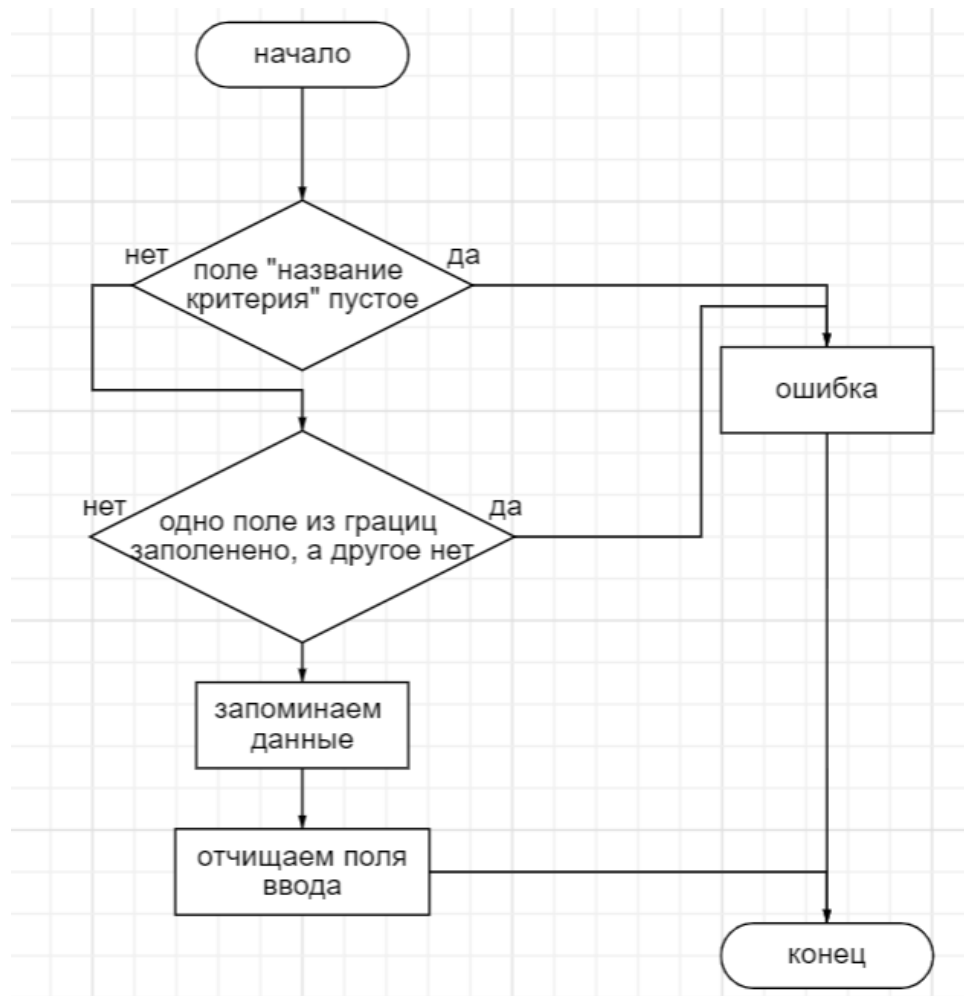 начало
нет
да
поле "название
критерия" пустое
ошибка
нет
да
одно поле из грациц
заполенено, а другое нет
запоминаем
данные
отчищаем поля
ввода
конец